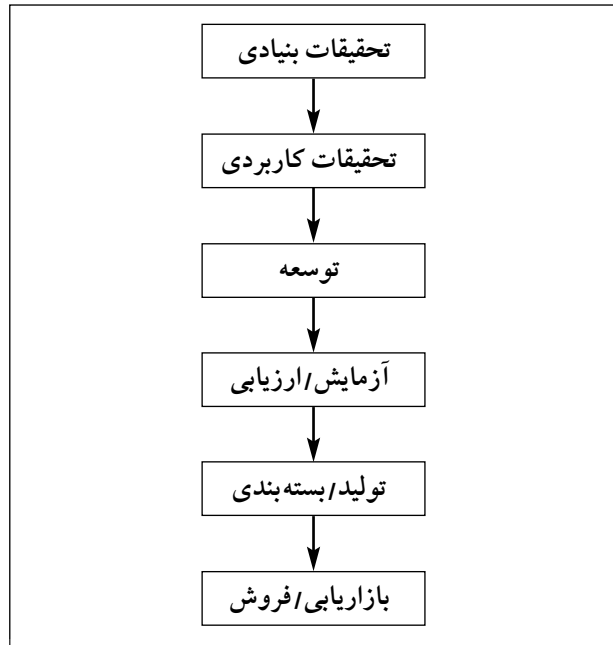 تحقیقات بنیادی
تحقیقات کاربردی
توسعه
آزمایش/ارزیابی
تولید/بسته‌بندی
بازاریابی/فروش